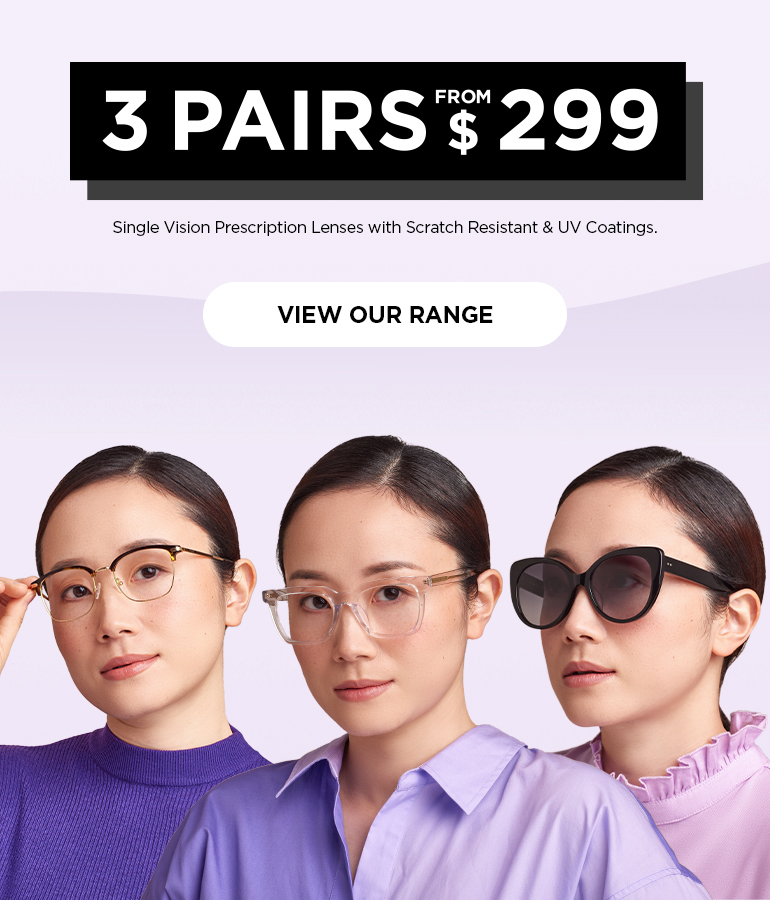 3 PAIRS FROM $299
Single Vision Prescription Lenses with Scratch Resistant & UV Coatings.
VIEW OUR RANGE